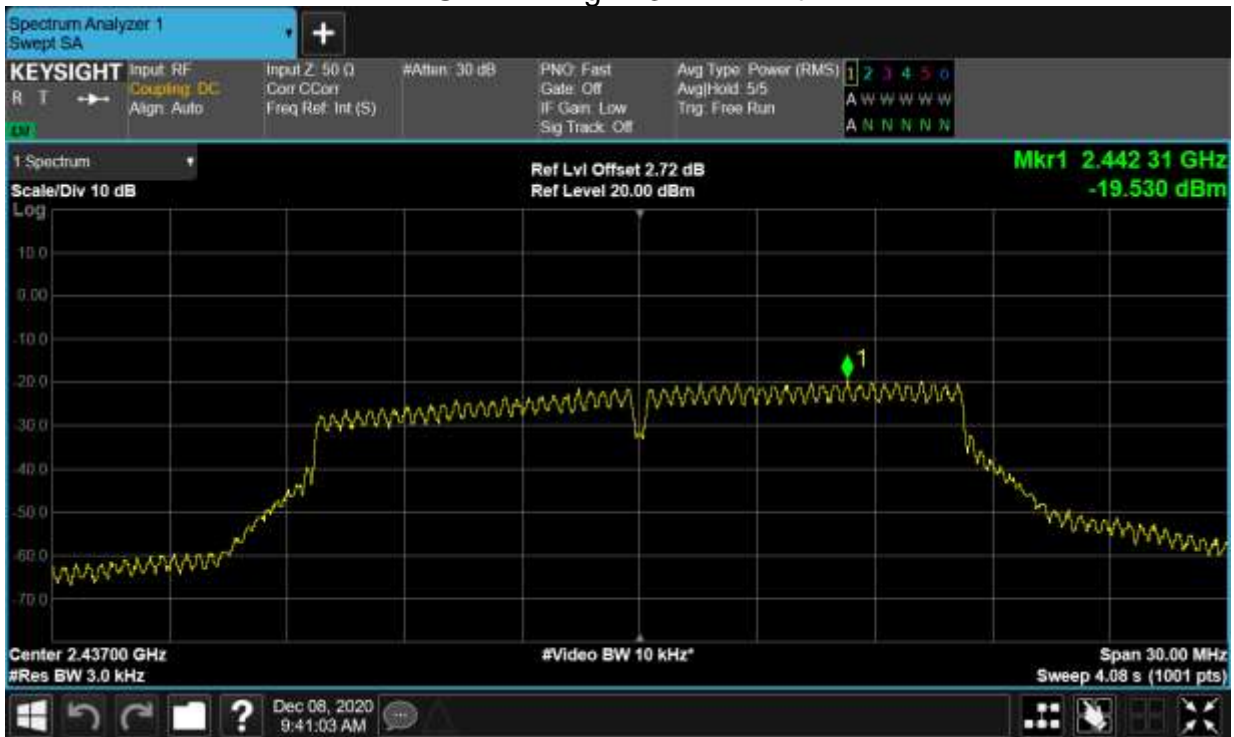 Spectrum Analyzer 1
Swept SA
+
KEYSIGHT Input: RF Input Z: 50 Ω #Atten: 30 dB PNO: Fast Avg Type: Power (RMS) 1 2 3 4 5 6
R T Coupling: DC Corr CCorr Gate: Off Avg|Hold: 5/5 A W W W W W
Align: Auto Freq Ref: Int (S) IF Gain: Low Trig: Free Run
Sig Track: Off A N N N N N
1 Spectrum Ref Lvl Offset 2.72 dB Mkr1 2.442 31 GHz
Scale/Div 10 dB Ref Level 20.00 dBm -19.530 dBm
Log
10.0
0.00
-10.0
1
-20.0
-30.0
-40.0
-50.0
-60.0
-70.0
Center 2.43700 GHz #Video BW 10 kHz* Span 30.00 MHz
#Res BW 3.0 kHz Sweep 4.08 s (1001 pts)
? Dec 08, 2020
9:41:03 AM